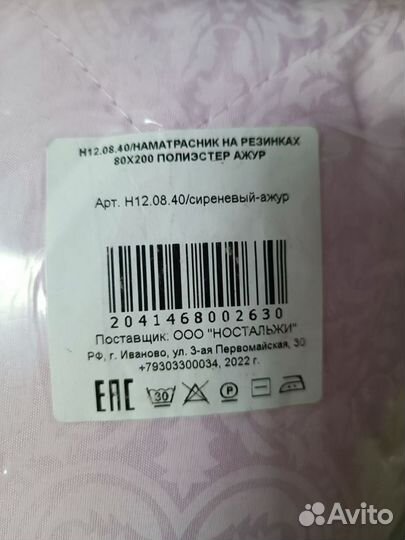 Н12.08.40/НАМАТРАСНИК НА РЕЗИНКАХ
80Х200 ПОЛИЭСТЕР АЖУР
Арт. Н12.08.40/сиреневый-ажур
2041468002630
Поставщик: ООО "НОСТАЛЬЖИ"
РФ, г. Иваново, ул. 3-ая Первомайская, 30
+79303300034, 2022 г.
ЕАС 30 Р
Avito